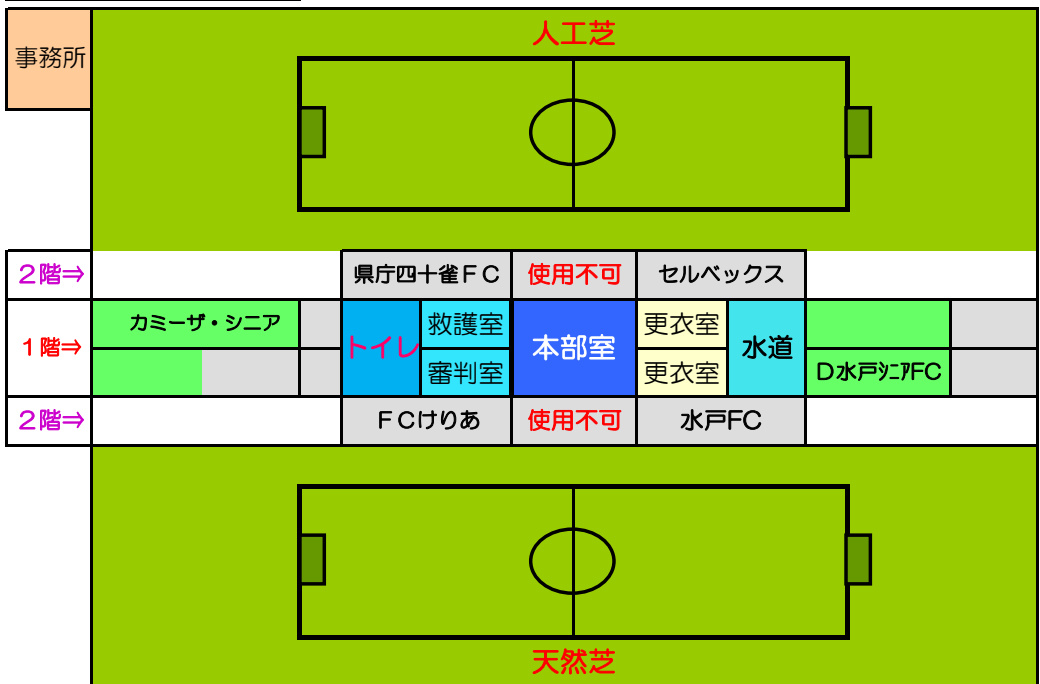 人工芝
事務所
２階⇒
県庁四十雀ＦＣ
使用不可
セルベックス
１階⇒
カミーザ・シニア
トイレ
救護室
審判室
本部室
更衣室
更衣室
水道
Ｄ水戸ｼﾆｱFC
２階⇒
ＦＣけりあ
使用不可
水戸FC
天然芝